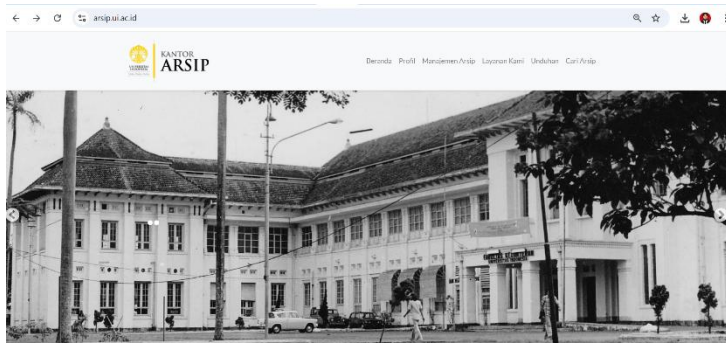 arsip.ui.ac.id
KANTOR
ARSIP
Beranda Profil Manajemen Arsip Layanan Kami Unduhan Cari Arsip